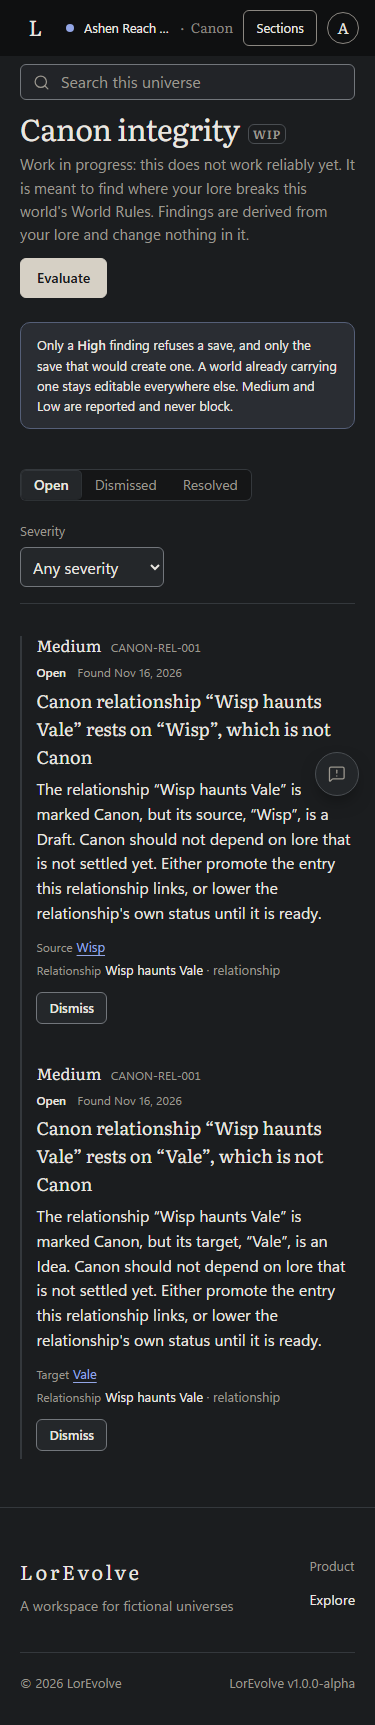 L
Ashen Reach ... · Canon
Sections
A
Search this universe
Canon integrity WIP
Work in progress: this does not work reliably yet. It
is meant to find where your lore breaks this
world's World Rules. Findings are derived from
your lore and change nothing in it.
Evaluate
Only a High finding refuses a save, and only the
save that would create one. A world already carrying
one stays editable everywhere else. Medium and
Low are reported and never block.
Open Dismissed Resolved
Severity
Any severity
Medium CANON-REL-001
Open Found Nov 16, 2026
Canon relationship “Wisp haunts
Vale” rests on “Wisp”, which is not
Canon
The relationship “Wisp haunts Vale” is
marked Canon, but its source, “Wisp”, is a
Draft. Canon should not depend on lore that
is not settled yet. Either promote the entry
this relationship links, or lower the
relationship's own status until it is ready.
Source Wisp
Relationship Wisp haunts Vale · relationship
Dismiss
Medium CANON-REL-001
Open Found Nov 16, 2026
Canon relationship “Wisp haunts
Vale” rests on “Vale”, which is not
Canon
The relationship “Wisp haunts Vale” is
marked Canon, but its target, “Vale”, is an
Idea. Canon should not depend on lore that
is not settled yet. Either promote the entry
this relationship links, or lower the
relationship's own status until it is ready.
Target Vale
Relationship Wisp haunts Vale · relationship
Dismiss
LorEvolve
A workspace for fictional universes
Product
Explore
© 2026 LorEvolve
LorEvolve v1.0.0-alpha